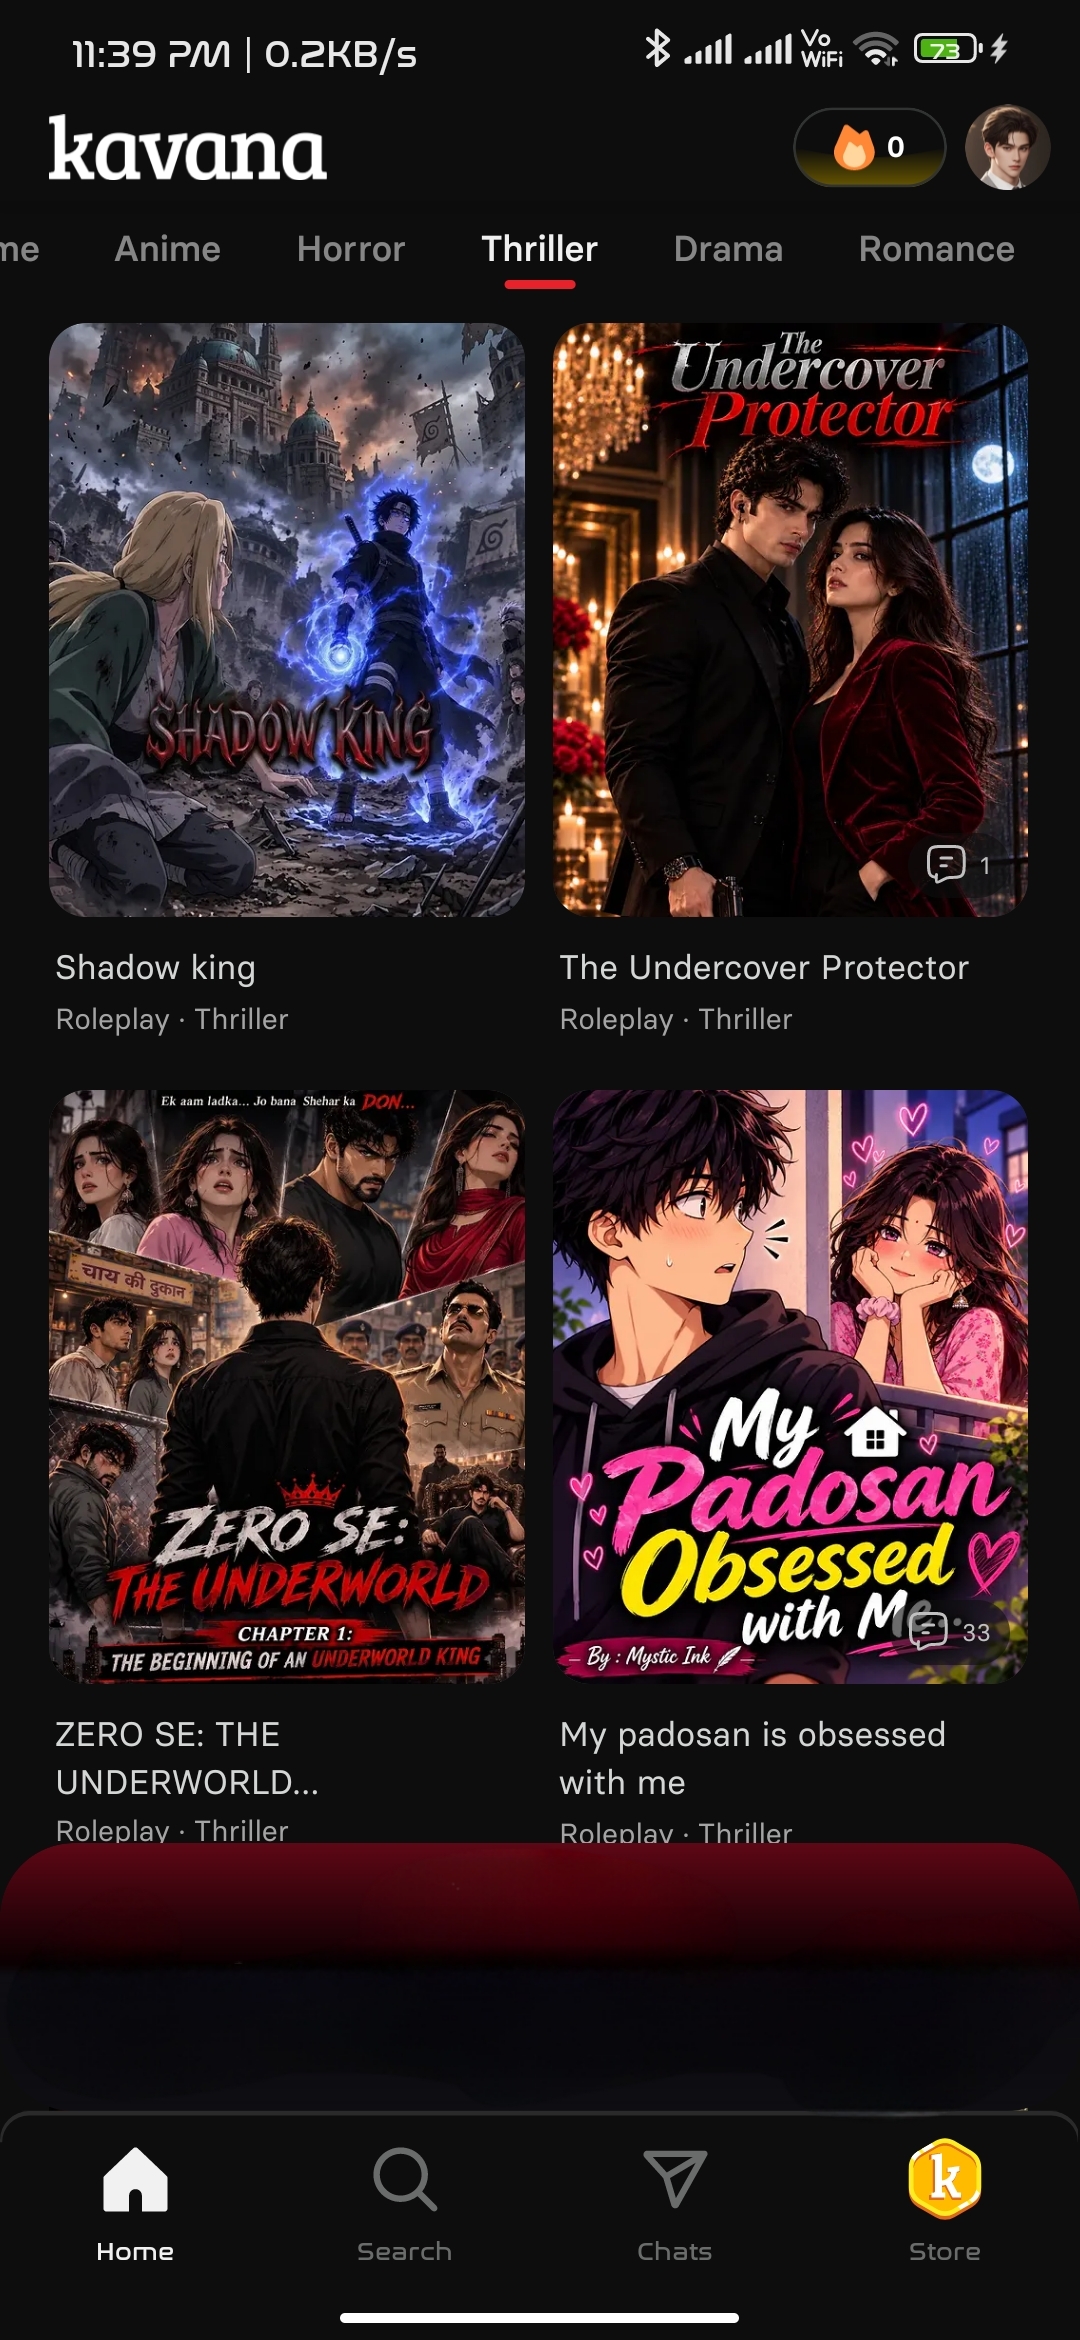 11:39 PM | 0.2KB/s
Vo
WiFi
73
kavana
0
me
Anime
Horror
Thriller
Drama
Romance
SHADOW KING
The
Undercover
Protector
1
Shadow king
The Undercover Protector
Roleplay · Thriller
Roleplay · Thriller
Ek aam ladka... Jo bana Shehar ka DON...
चाय की दुकान
ZERO SE:
THE UNDERWORLD
CHAPTER 1:
THE BEGINNING OF AN UNDERWORLD KING
My
Padosan
Obsessed
with Me
33
By : Mystic Ink
ZERO SE: THE
UNDERWORLD...
Roleplay · Thriller
My padosan is obsessed
with me
Roleplay · Thriller
Home
Search
Chats
k
Store